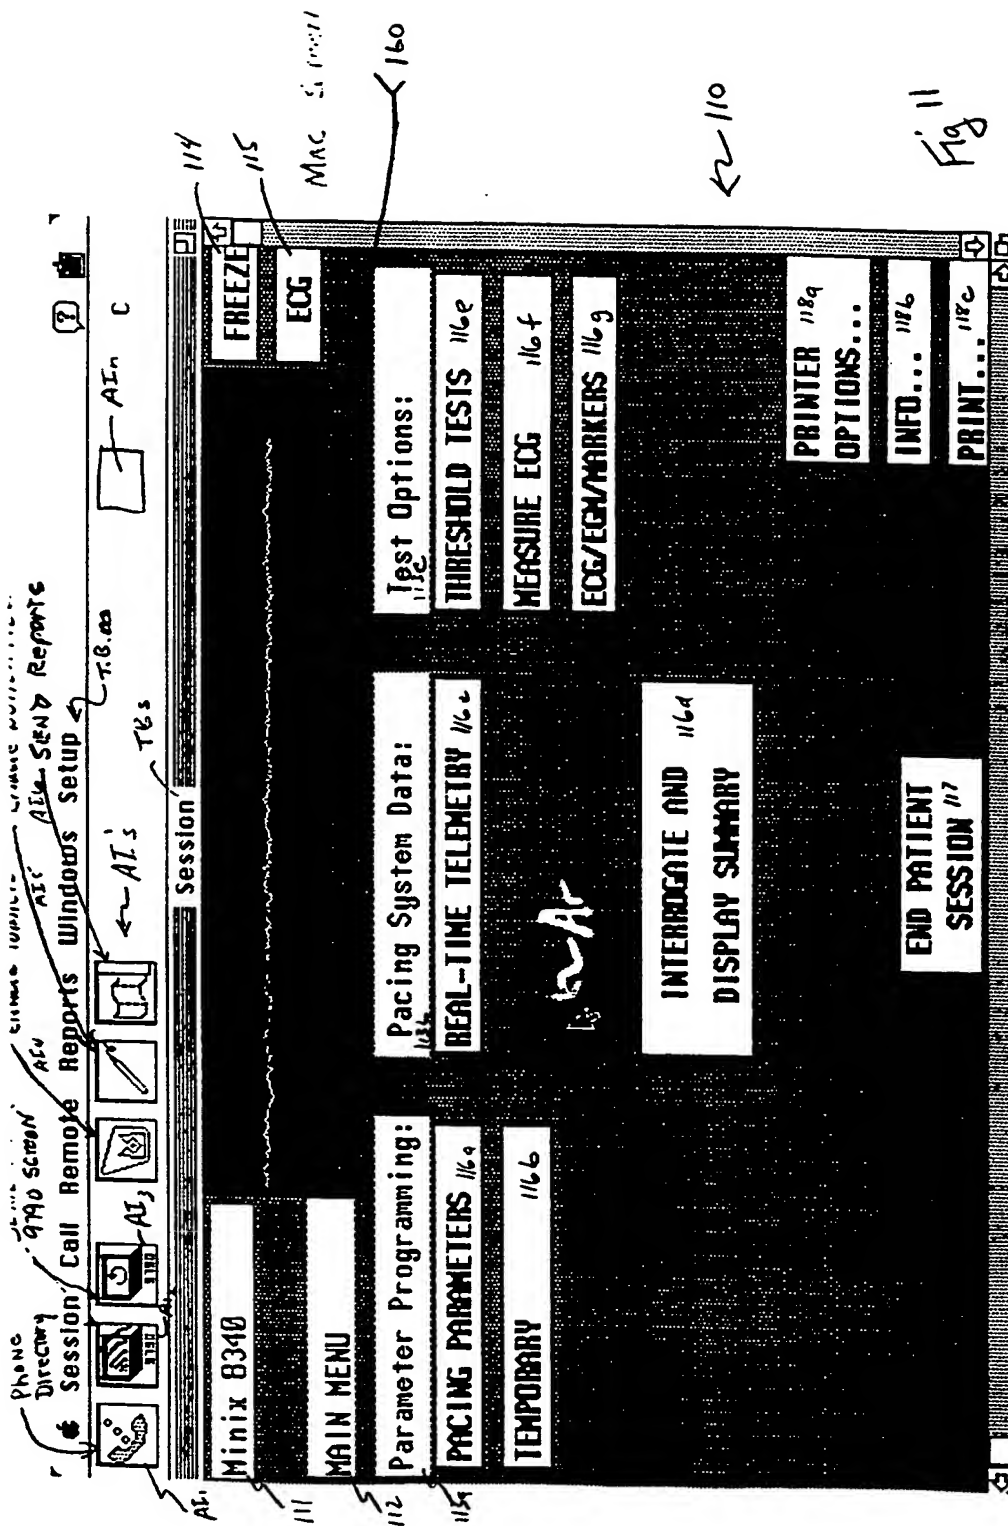 Phone
Directory
9790 SCREEN
AI5
SEND Reports
Session Call Remote Reports Windows Setup
T.B.
AI3
← AI's
AIn
C
?
AI1
Session
TBs
Minix 8340
111
FREEZE
114
ECG
115
MAC
160
MAIN MENU
112
Parameter Programming:
113a
PACING PARAMETERS 116a
TEMPORARY 116b
Pacing System Data:
113b
REAL-TIME TELEMETRY 116c
Ar
INTERROGATE AND
DISPLAY SUMMARY
116d
END PATIENT
SESSION 117
Test Options:
113c
THRESHOLD TESTS 116e
MEASURE ECG 116f
ECG/EGM/MARKERS 116g
PRINTER 118a
OPTIONS...
INFO... 118b
PRINT... 118c
110
Fig 11